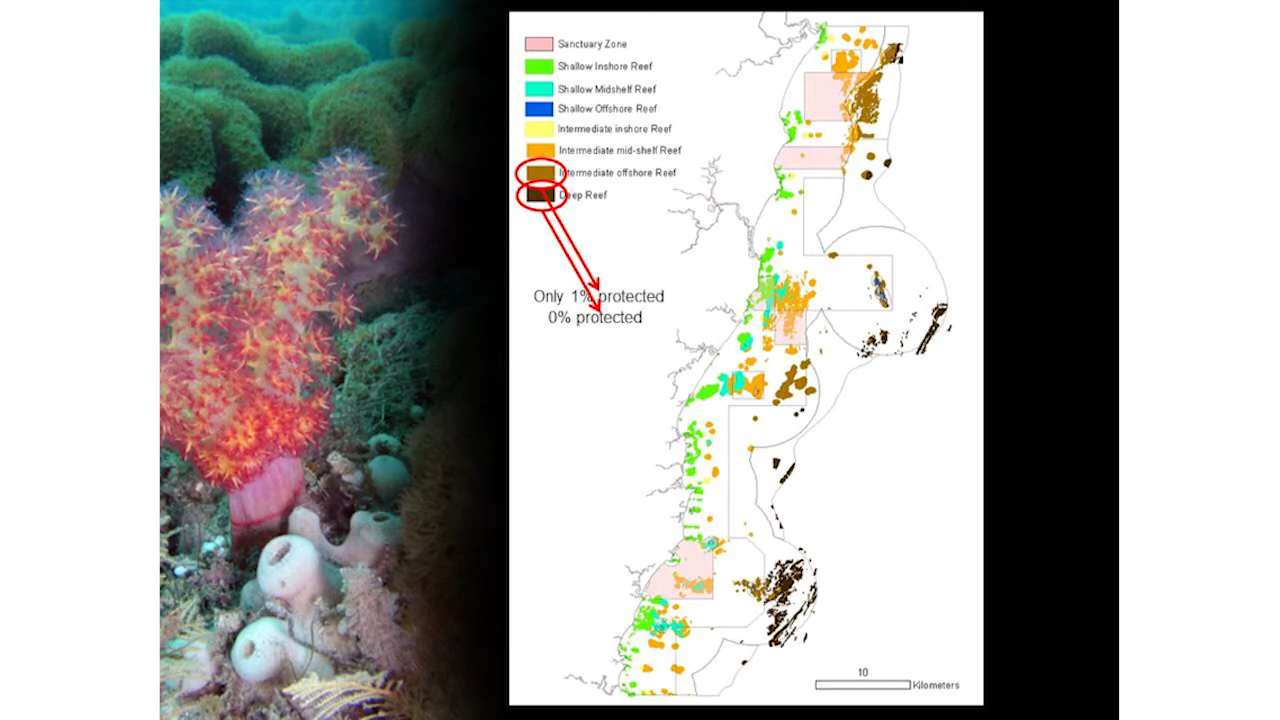 Sanctuary Zone
Shallow Inshore Reef
Shallow Midshelf Reef
Shallow Offshore Reef
Intermediate inshore Reef
Intermediate mid-shelf Reef
Intermediate offshore Reef
Deep Reef
Only 1% protected
0% protected
10
Kilometers